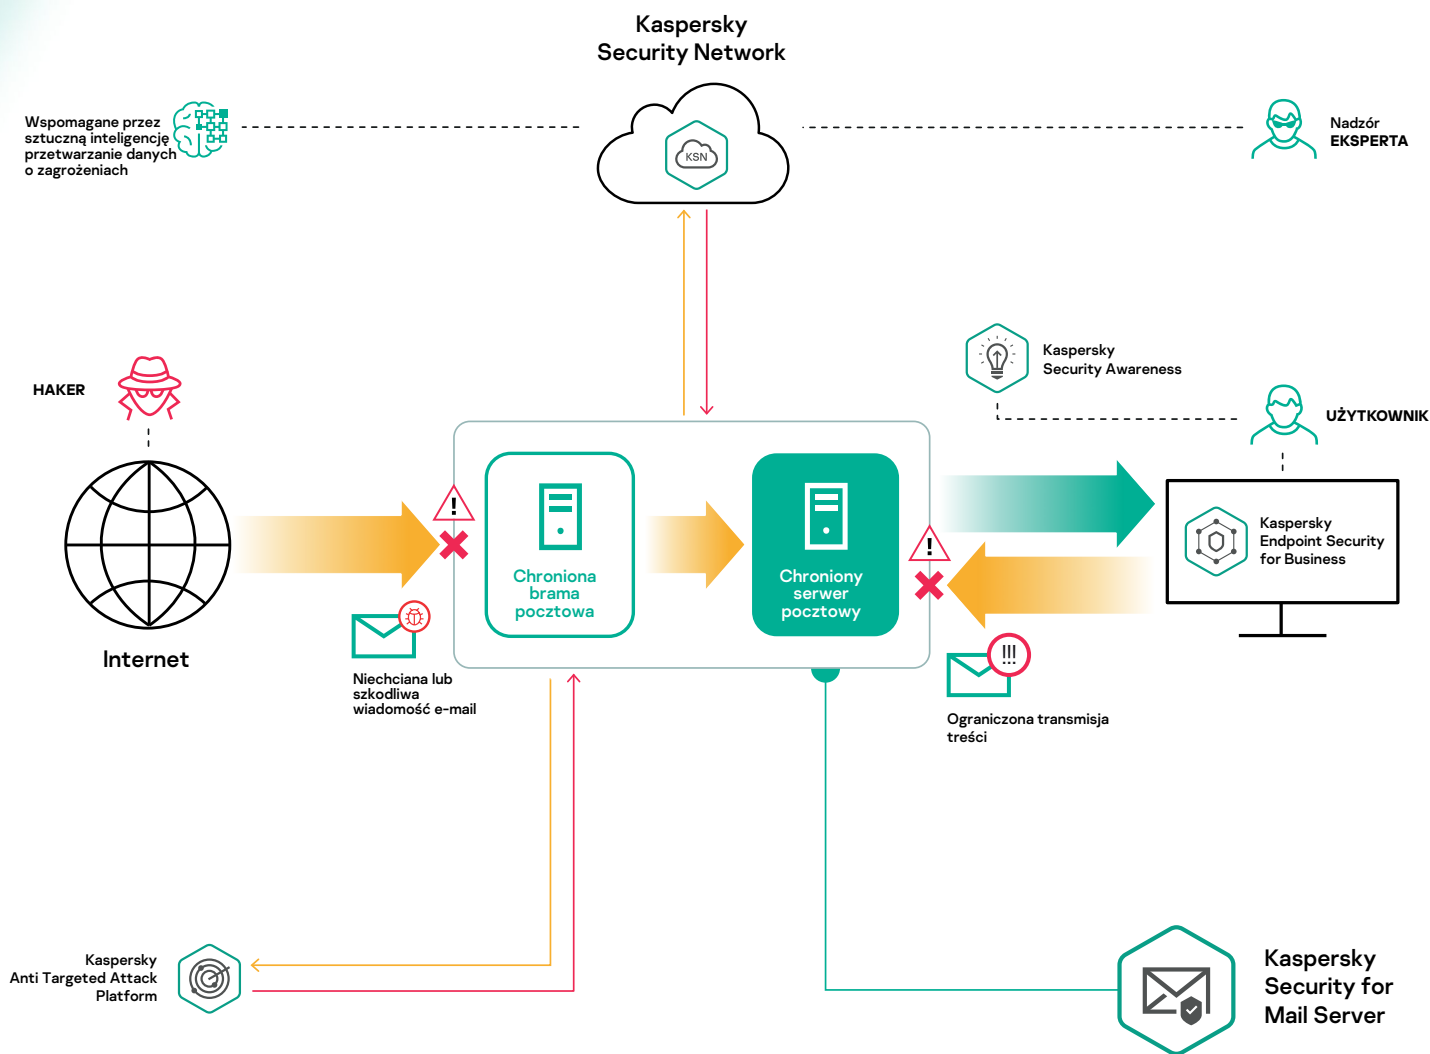 Kaspersky
Security Network
Wspomagane przez
sztuczną inteligencję
przetwarzanie danych
o zagrożeniach
KSN
Nadzór
EKSPERTA
HAKER
Kaspersky
Security Awareness
UŻYTKOWNIK
!
Chroniona
brama
pocztowa
Chroniony
serwer
pocztowy
!
Kaspersky
Endpoint Security
for Business
Internet
Niechciana lub
szkodliwa
wiadomość e-mail
!!!
Ograniczona transmisja
treści
Kaspersky
Anti Targeted Attack
Platform
Kaspersky
Security for
Mail Server